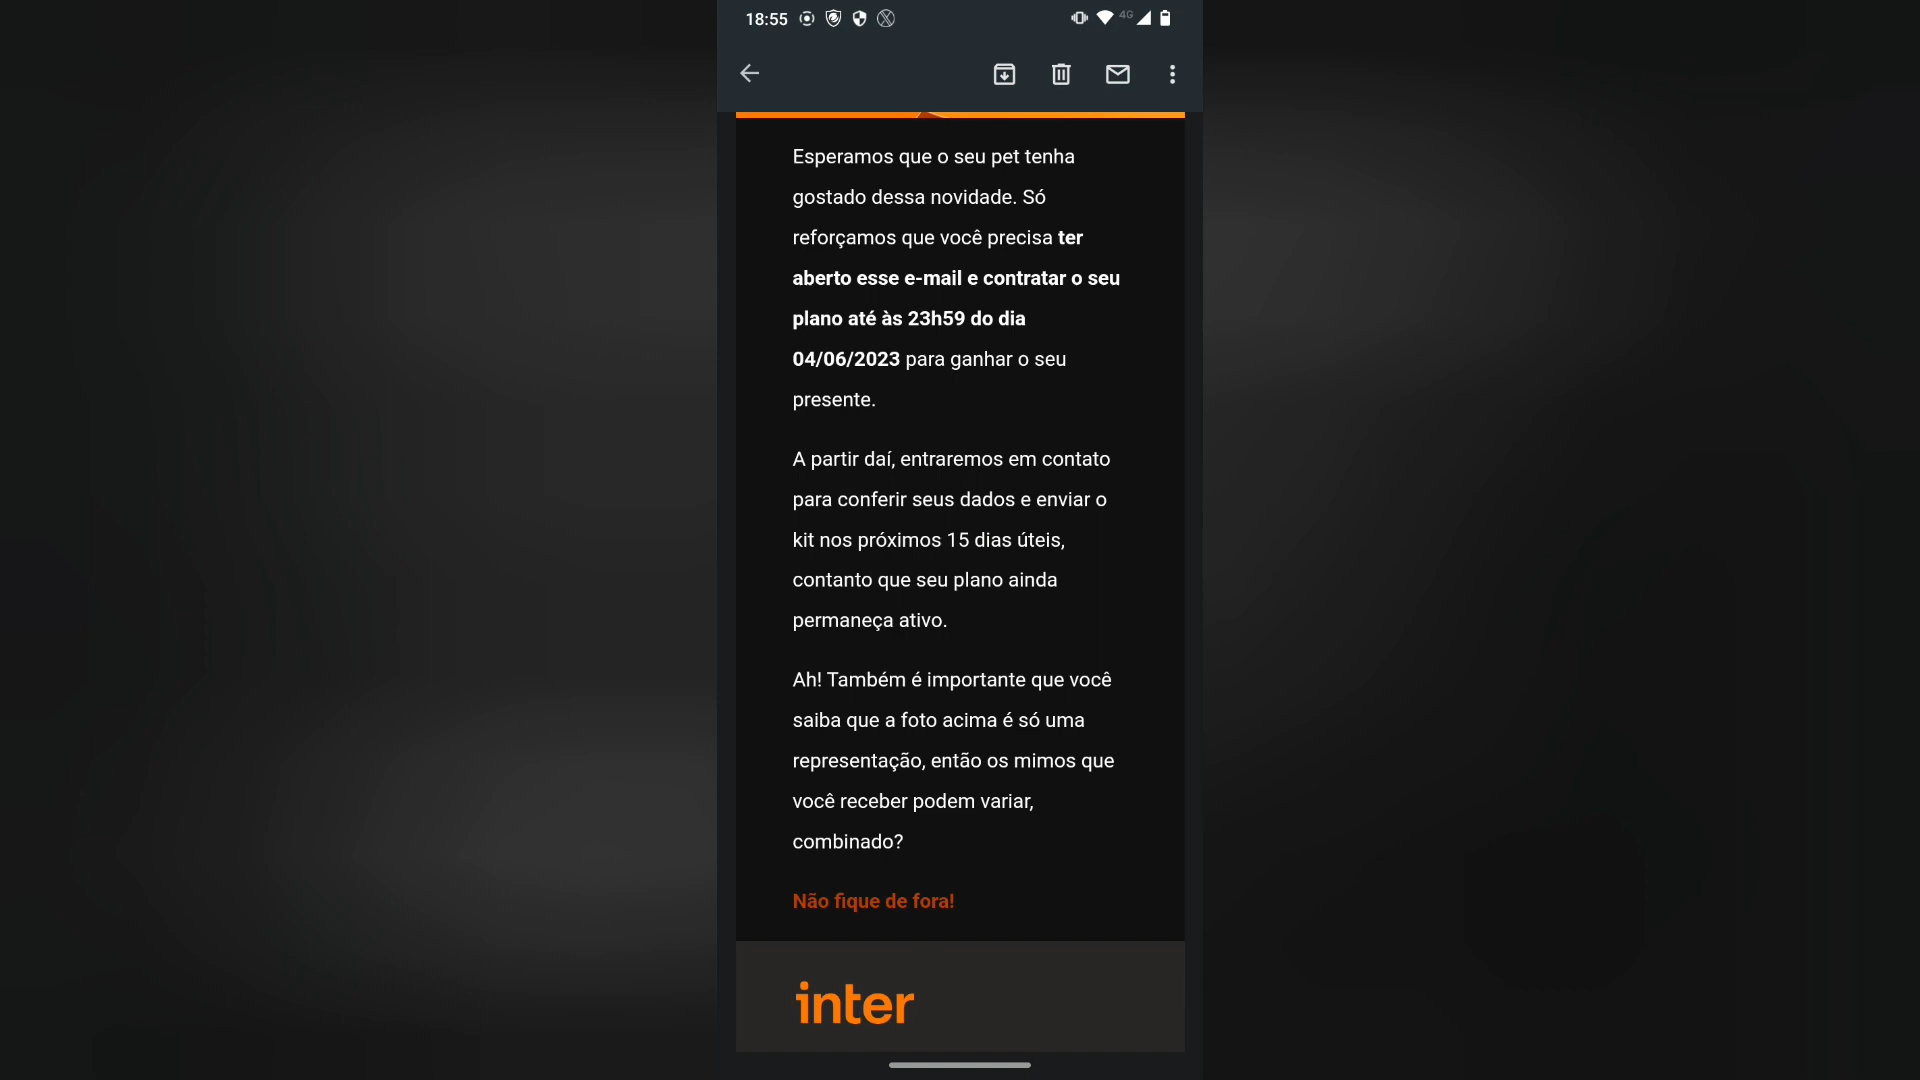 18:55
4G
Esperamos que o seu pet tenha
gostado dessa novidade. Só
reforçamos que você precisa ter
aberto esse e-mail e contratar o seu
plano até às 23h59 do dia
04/06/2023 para ganhar o seu
presente.
A partir daí, entraremos em contato
para conferir seus dados e enviar o
kit nos próximos 15 dias úteis,
contanto que seu plano ainda
permaneça ativo.
Ah! Também é importante que você
saiba que a foto acima é só uma
representação, então os mimos que
você receber podem variar,
combinado?
Não fique de fora!
inter